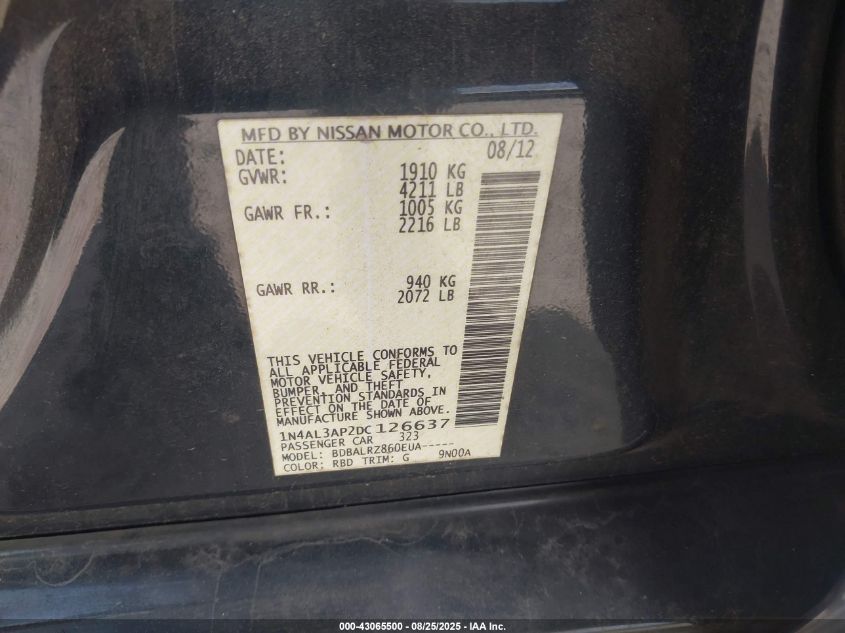 MFD BY NISSAN MOTOR CO., LTD.
DATE: 08/12
GVWR: 1910 KG
4211 LB
GAWR FR.: 1005 KG
2216 LB
GAWR RR.: 940 KG
2072 LB
THIS VEHICLE CONFORMS TO
ALL APPLICABLE FEDERAL
MOTOR VEHICLE SAFETY,
BUMPER, AND THEFT
PREVENTION STANDARDS IN
EFFECT ON THE DATE OF
MANUFACTURE SHOWN ABOVE.
1N4AL3AP2DC126637
PASSENGER CAR 323
MODEL: BDBALRZ860EUA-----
COLOR: RBD TRIM: G 9N00A
000-43065500 - 08/25/2025 - IAA Inc.